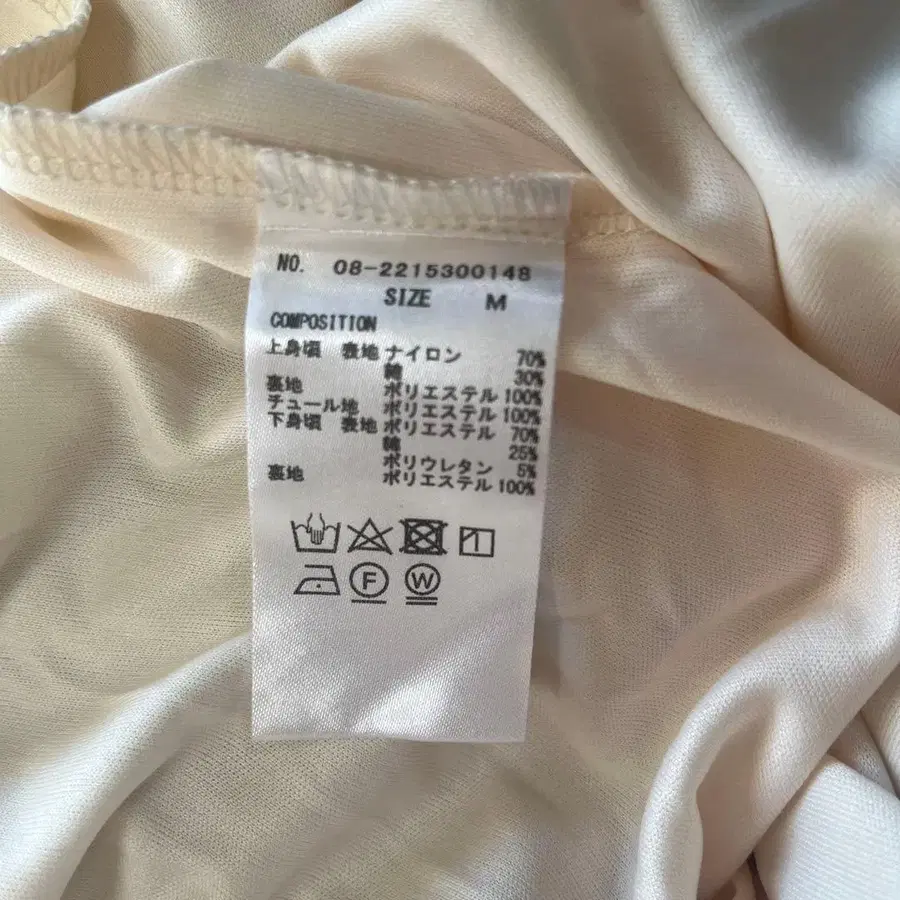 NO. 08-2215300148
SIZE M
COMPOSITION
上身頃 表地 ナイロン 70%
綿 30%
裏地 ポリエステル 100%
チュール地 ポリエステル 100%
下身頃 表地 ポリエステル 70%
綿 25%
ポリウレタン 5%
裏地 ポリエステル 100%
F W